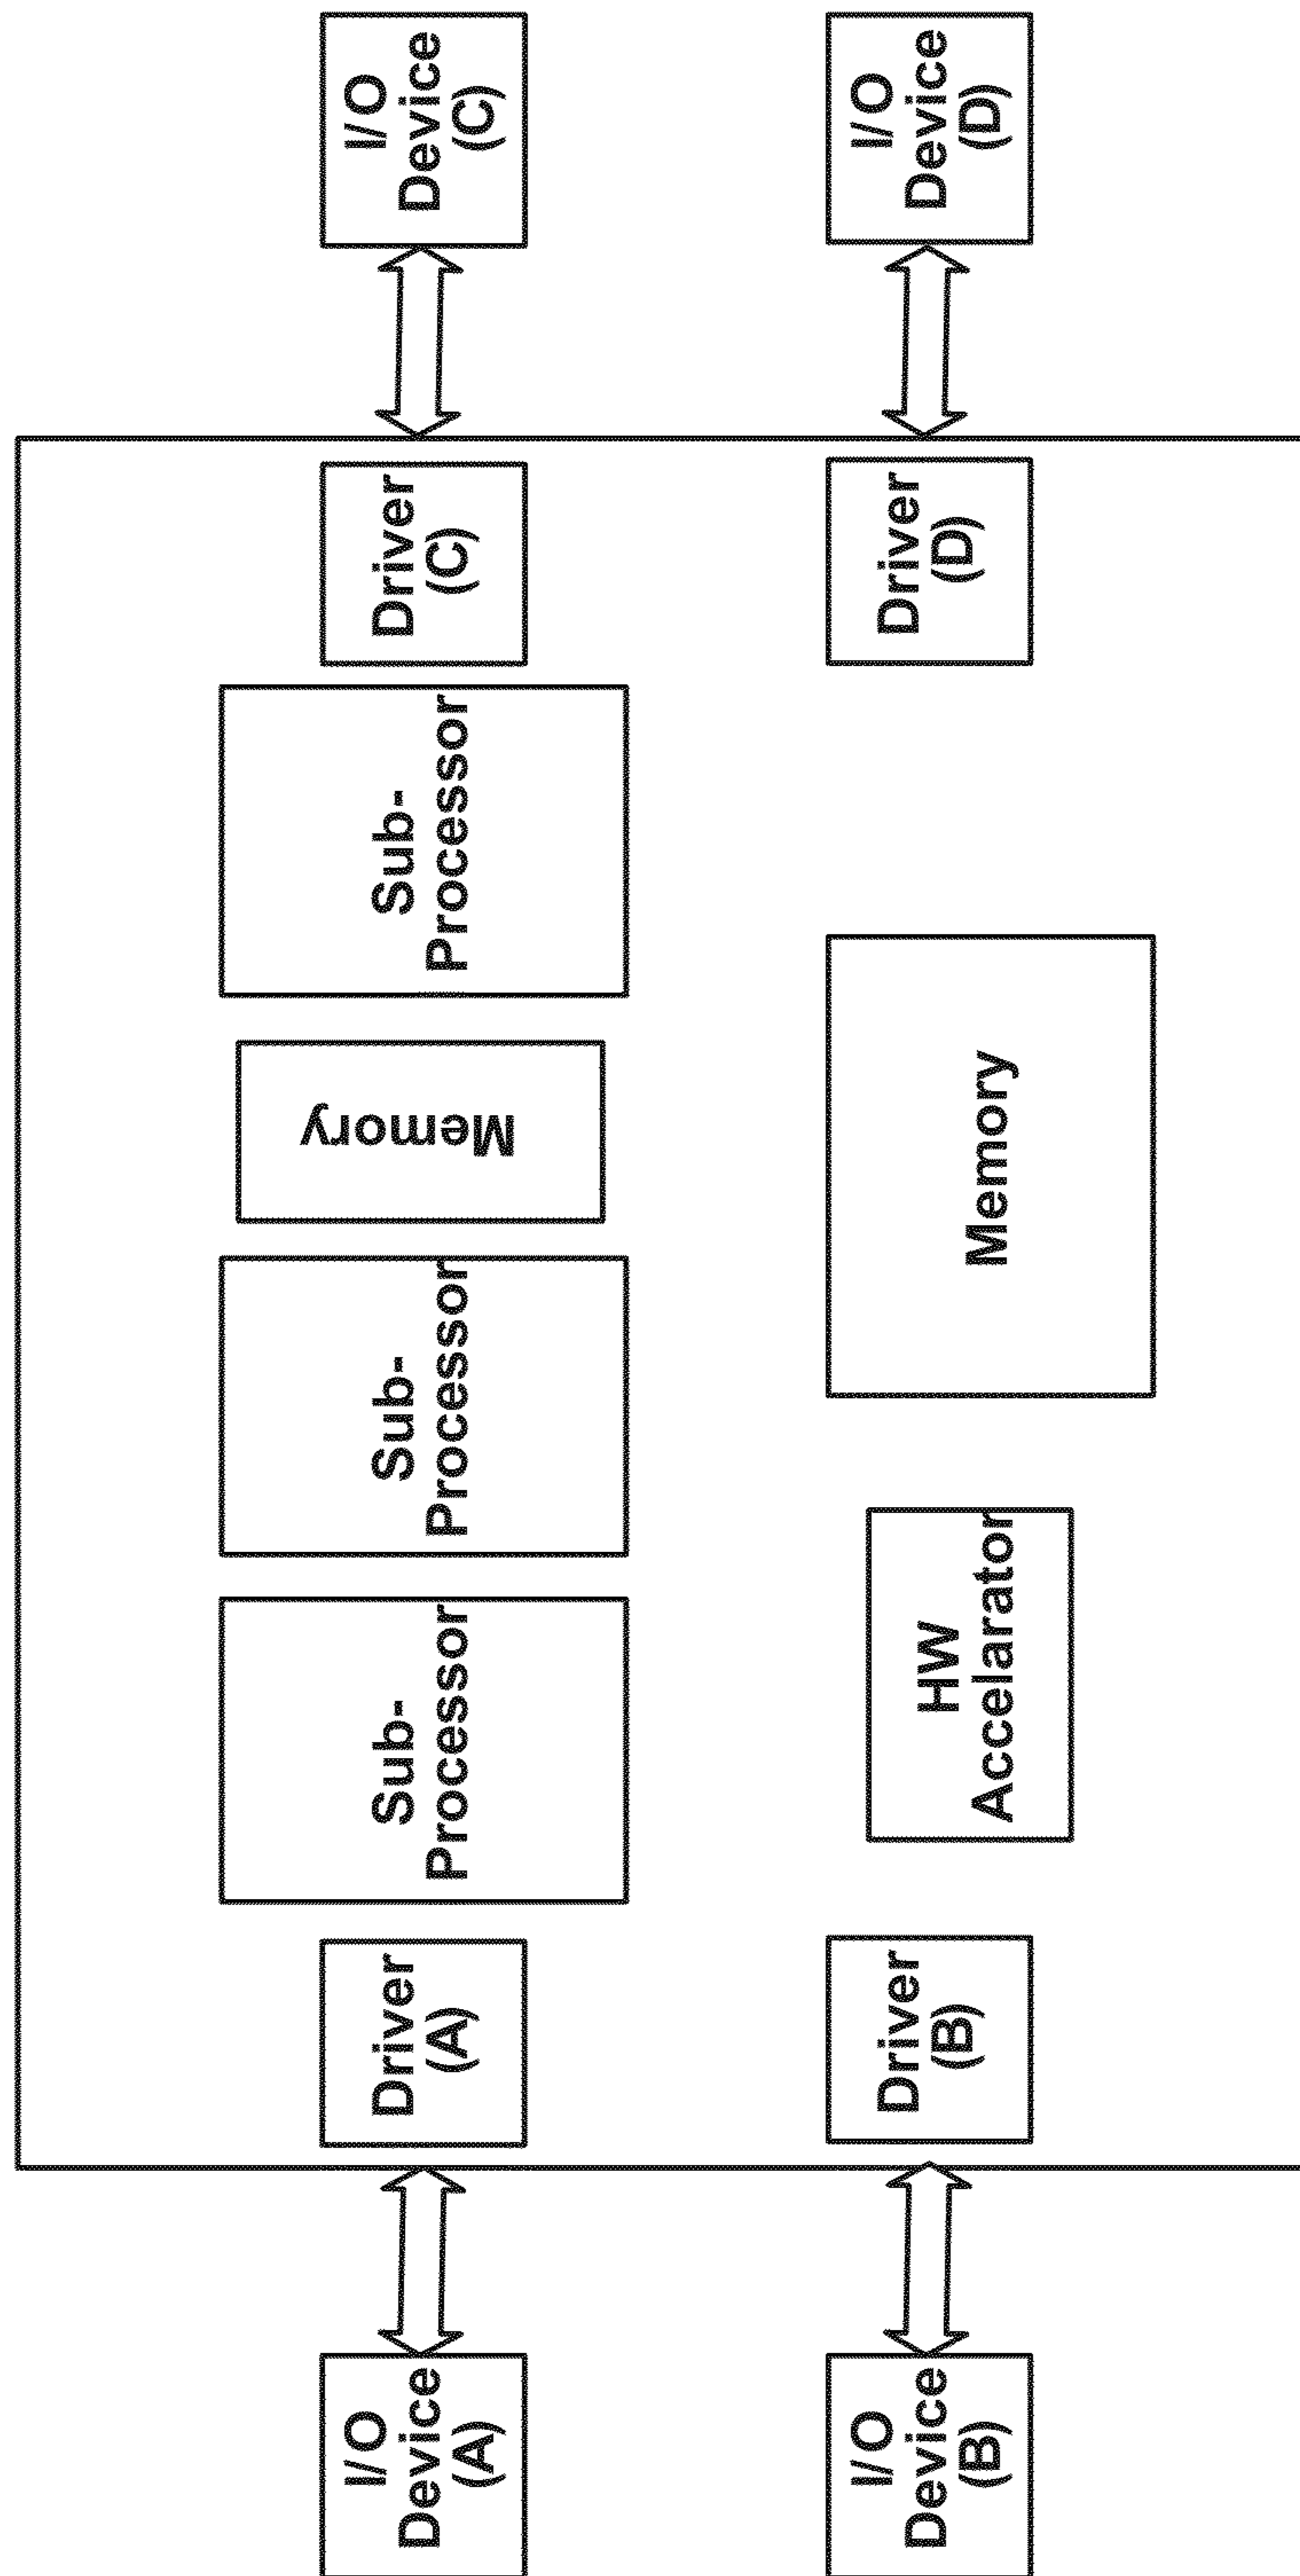 I/O
Device
(A)
Driver
(A)
Sub-
Processor
Sub-
Processor
Memory
Sub-
Processor
Driver
(C)
I/O
Device
(C)
I/O
Device
(B)
Driver
(B)
HW
Accelarator
Memory
Driver
(D)
I/O
Device
(D)